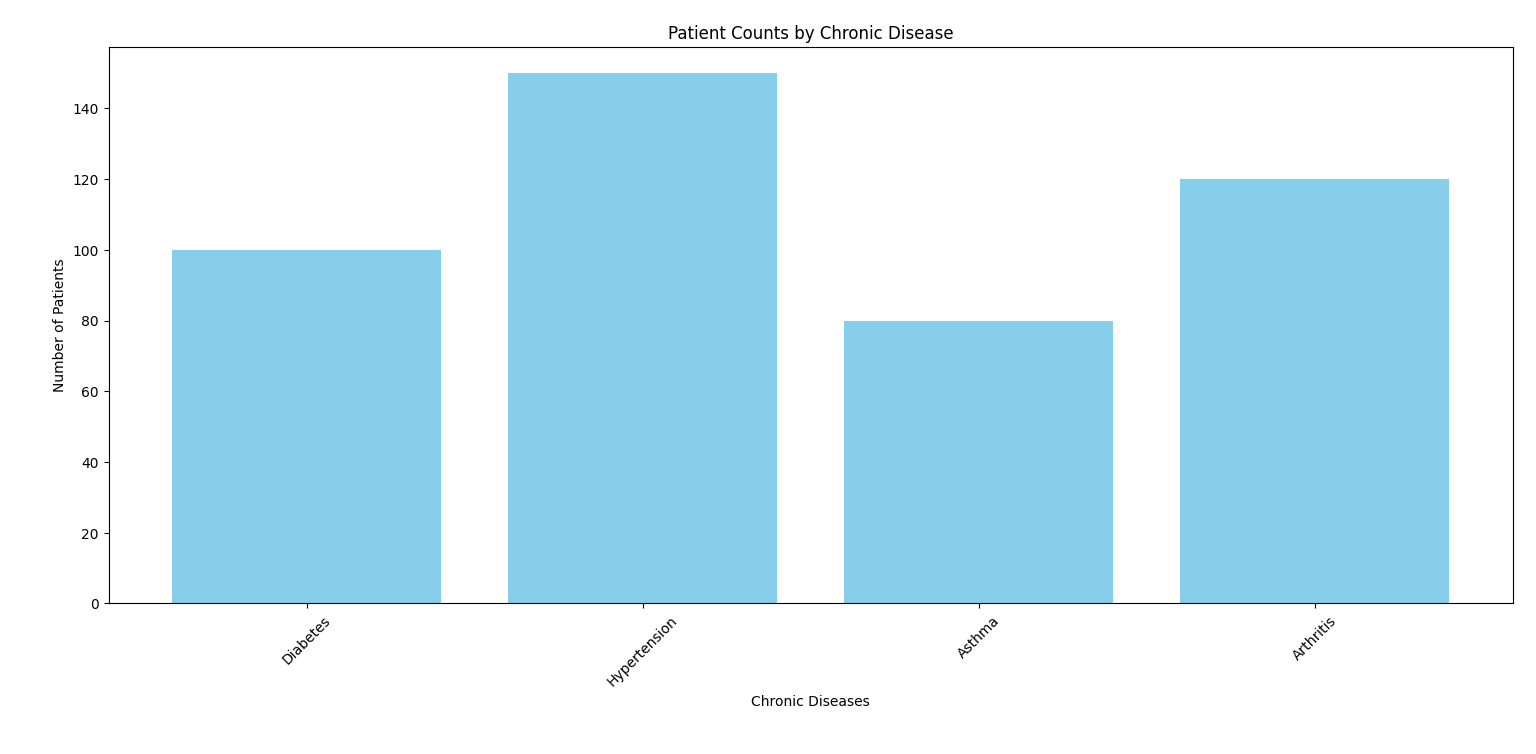 Patient Counts by Chronic Disease
Number of Patients
140
120
100
80
60
40
20
0
Diabetes
Hypertension
Asthma
Arthritis
Chronic Diseases